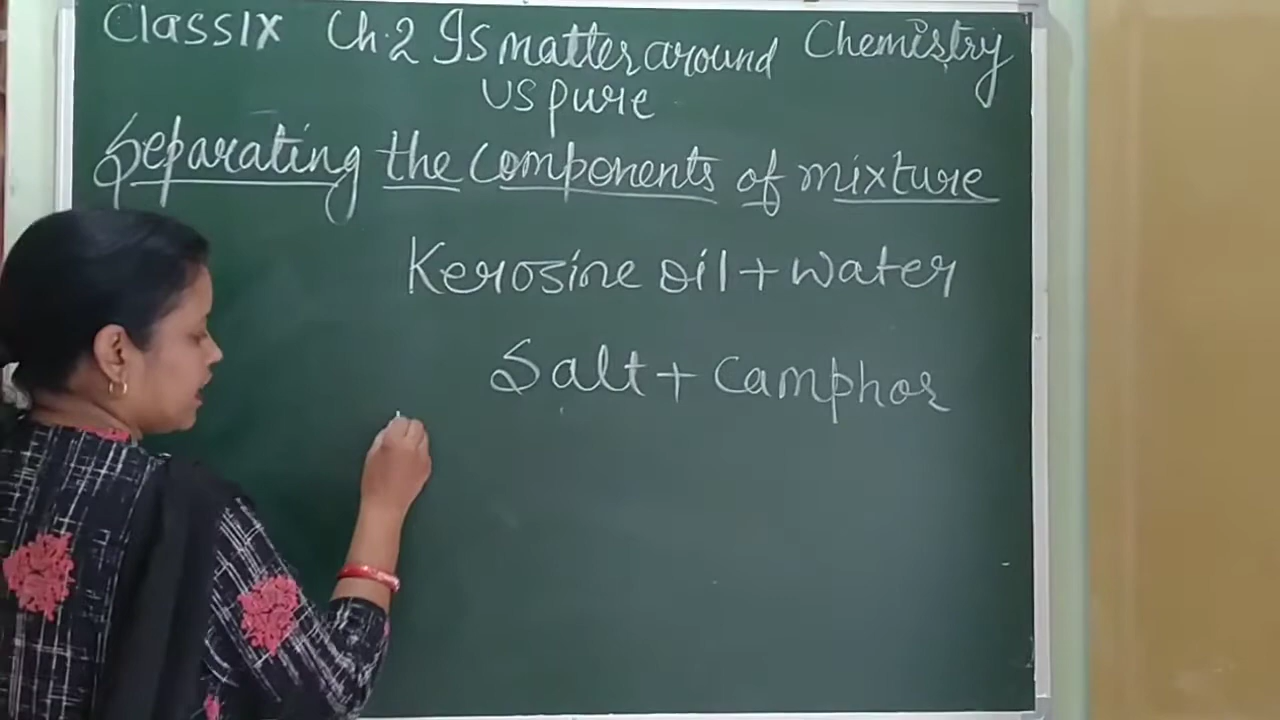 Class IX Ch.2 Is matter around Chemistry
us pure
Separating the components of mixture
Kerosine oil + water
Salt + Camphor